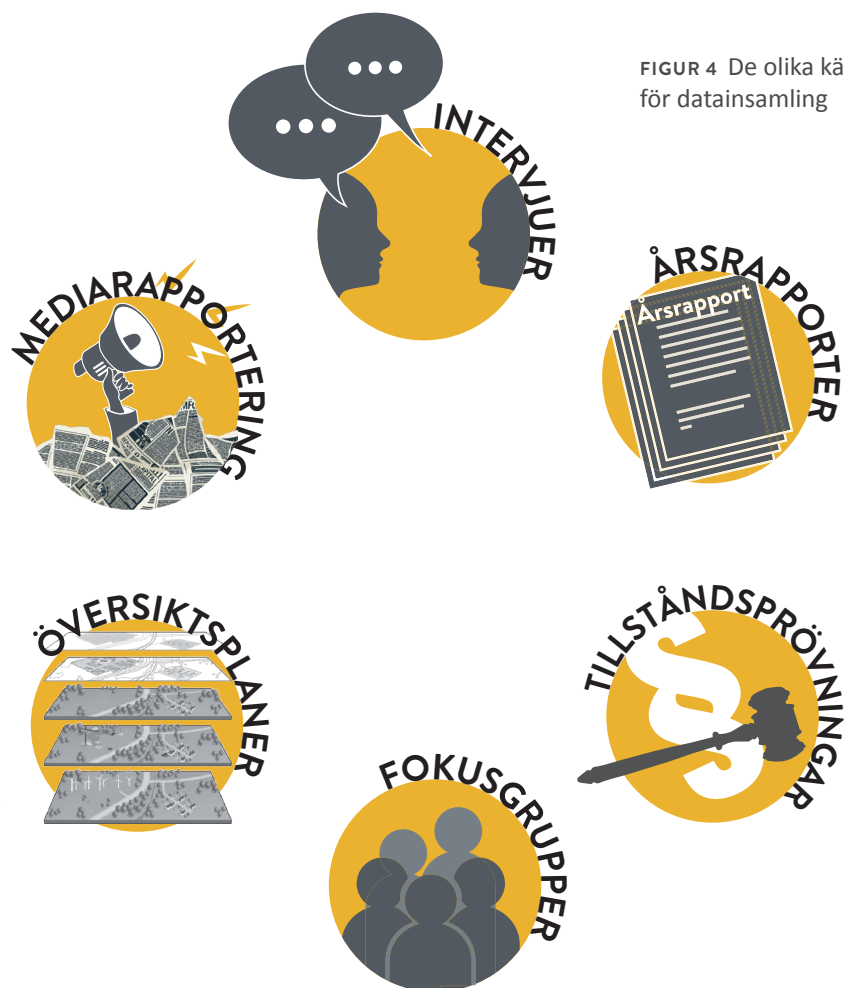 FIGUR 4 De olika kä
för datainsamling
INTERVJUER
MEDIARAPPORTERING
ÅRSRAPPORTER
Årsrapport
ÖVERSIKTSPLANER
TILLSTÅNDSPRÖVNINGAR
§
FOKUSGRUPPER